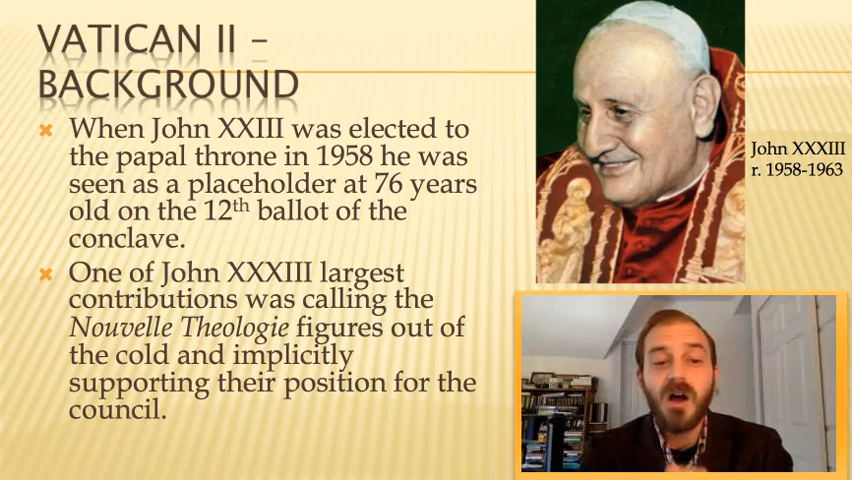 VATICAN II –
BACKGROUND
When John XXIII was elected to
the papal throne in 1958 he was
seen as a placeholder at 76 years
old on the 12th ballot of the
conclave.
One of John XXXIII largest
contributions was calling the
Nouvelle Theologie figures out of
the cold and implicitly
supporting their position for the
council.
John XXXIII
r. 1958-1963